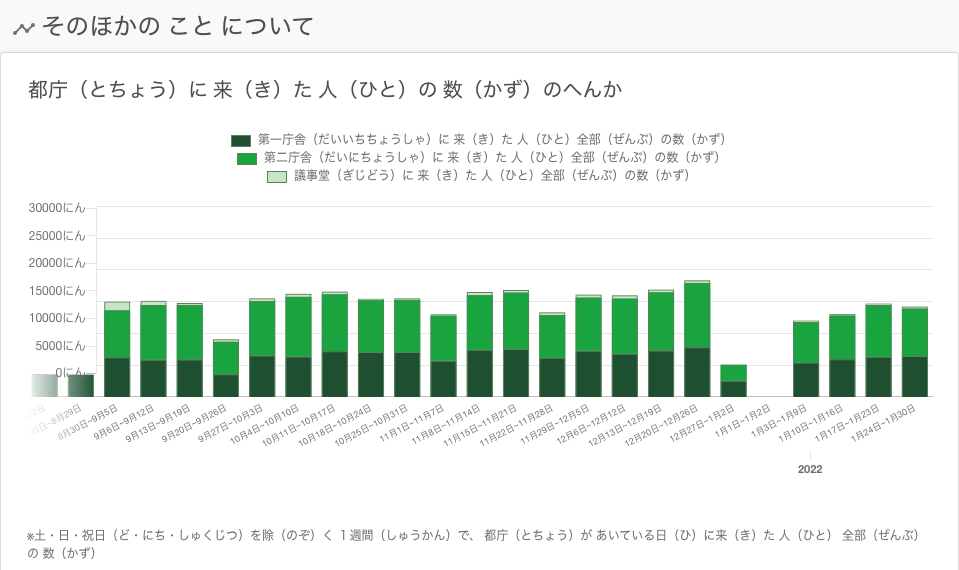 そのほかの こと について
都庁（とちょう）に 来（き）た 人（ひと）の 数（かず）のへんか
第一庁舎（だいいちちょうしゃ）に 来（き）た 人（ひと）全部（ぜんぶ）の数（かず）
第二庁舎（だいにちょうしゃ）に 来（き）た 人（ひと）全部（ぜんぶ）の数（かず）
議事堂（ぎじどう）に 来（き）た 人（ひと）全部（ぜんぶ）の数（かず）
30000にん
25000にん
20000にん
15000にん
10000にん
5000にん
0にん
8月30日~9月5日
9月6日~9月12日
9月13日~9月19日
9月20日~9月26日
9月27日~10月3日
10月4日~10月10日
10月11日~10月17日
10月18日~10月24日
10月25日~10月31日
11月1日~11月7日
11月8日~11月14日
11月15日~11月21日
11月22日~11月28日
11月29日~12月5日
12月6日~12月12日
12月13日~12月19日
12月20日~12月26日
12月27日~1月2日
1月1日~1月2日
1月3日~1月9日
1月10日~1月16日
1月17日~1月23日
1月24日~1月30日
2022
※土・日・祝日（ど・にち・しゅくじつ）を除（のぞ）く １週間（しゅうかん）で、 都庁（とちょう）が あいている日（ひ）に来（き）た 人（ひと） 全部（ぜんぶ）
の 数（かず）